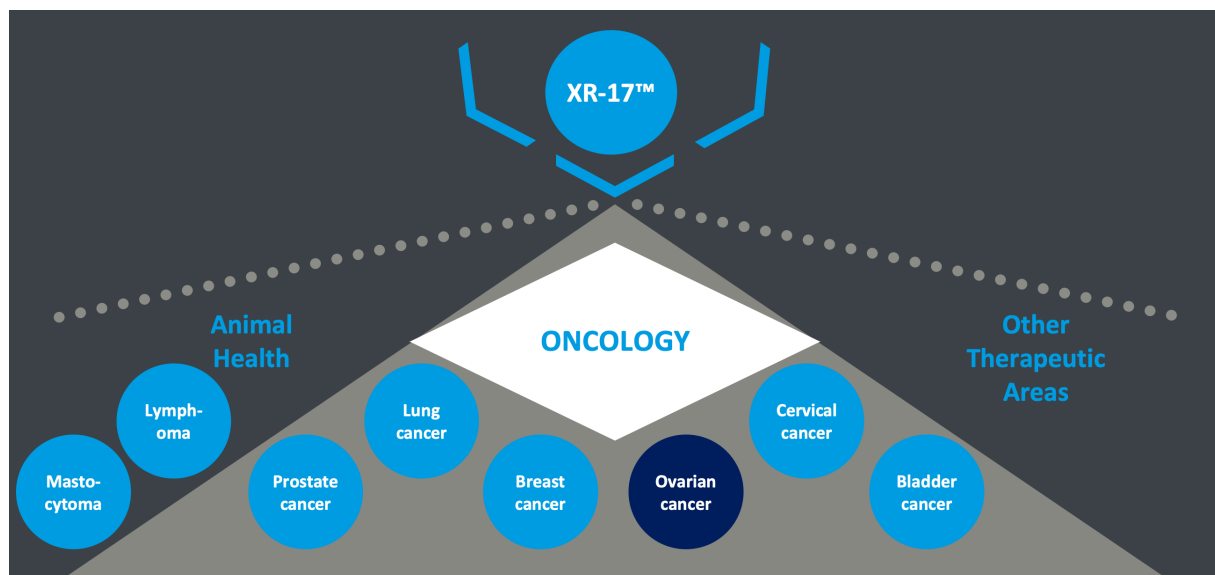 XR-17™
Animal
Health
ONCOLOGY
Other
Therapeutic
Areas
Lymph-
oma
Lung
cancer
Cervical
cancer
Masto-
cytoma
Prostate
cancer
Breast
cancer
Ovarian
cancer
Bladder
cancer